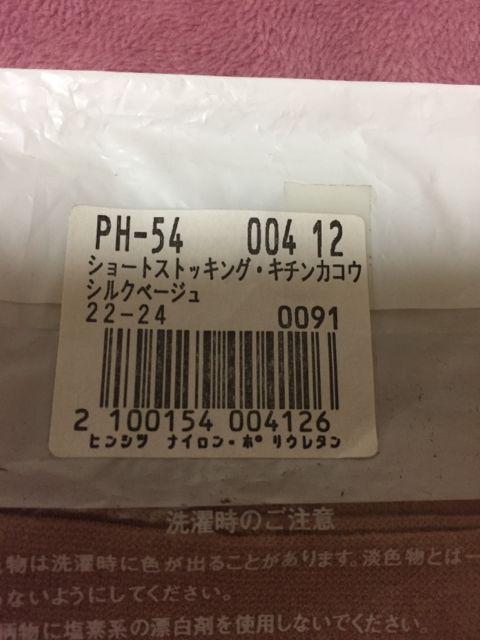 PH-54 004 12
ショートストッキング・キチンカコウ
シルクベージュ
22-24 0091
2 100154 004126
ヒンシツ ナイロン・ポリウレタン
洗濯時のご注意
物は洗濯時に色が出ることがあります。淡色物とは一
ないようにしてください。
物に塩素系の漂白剤を使用しないでください。